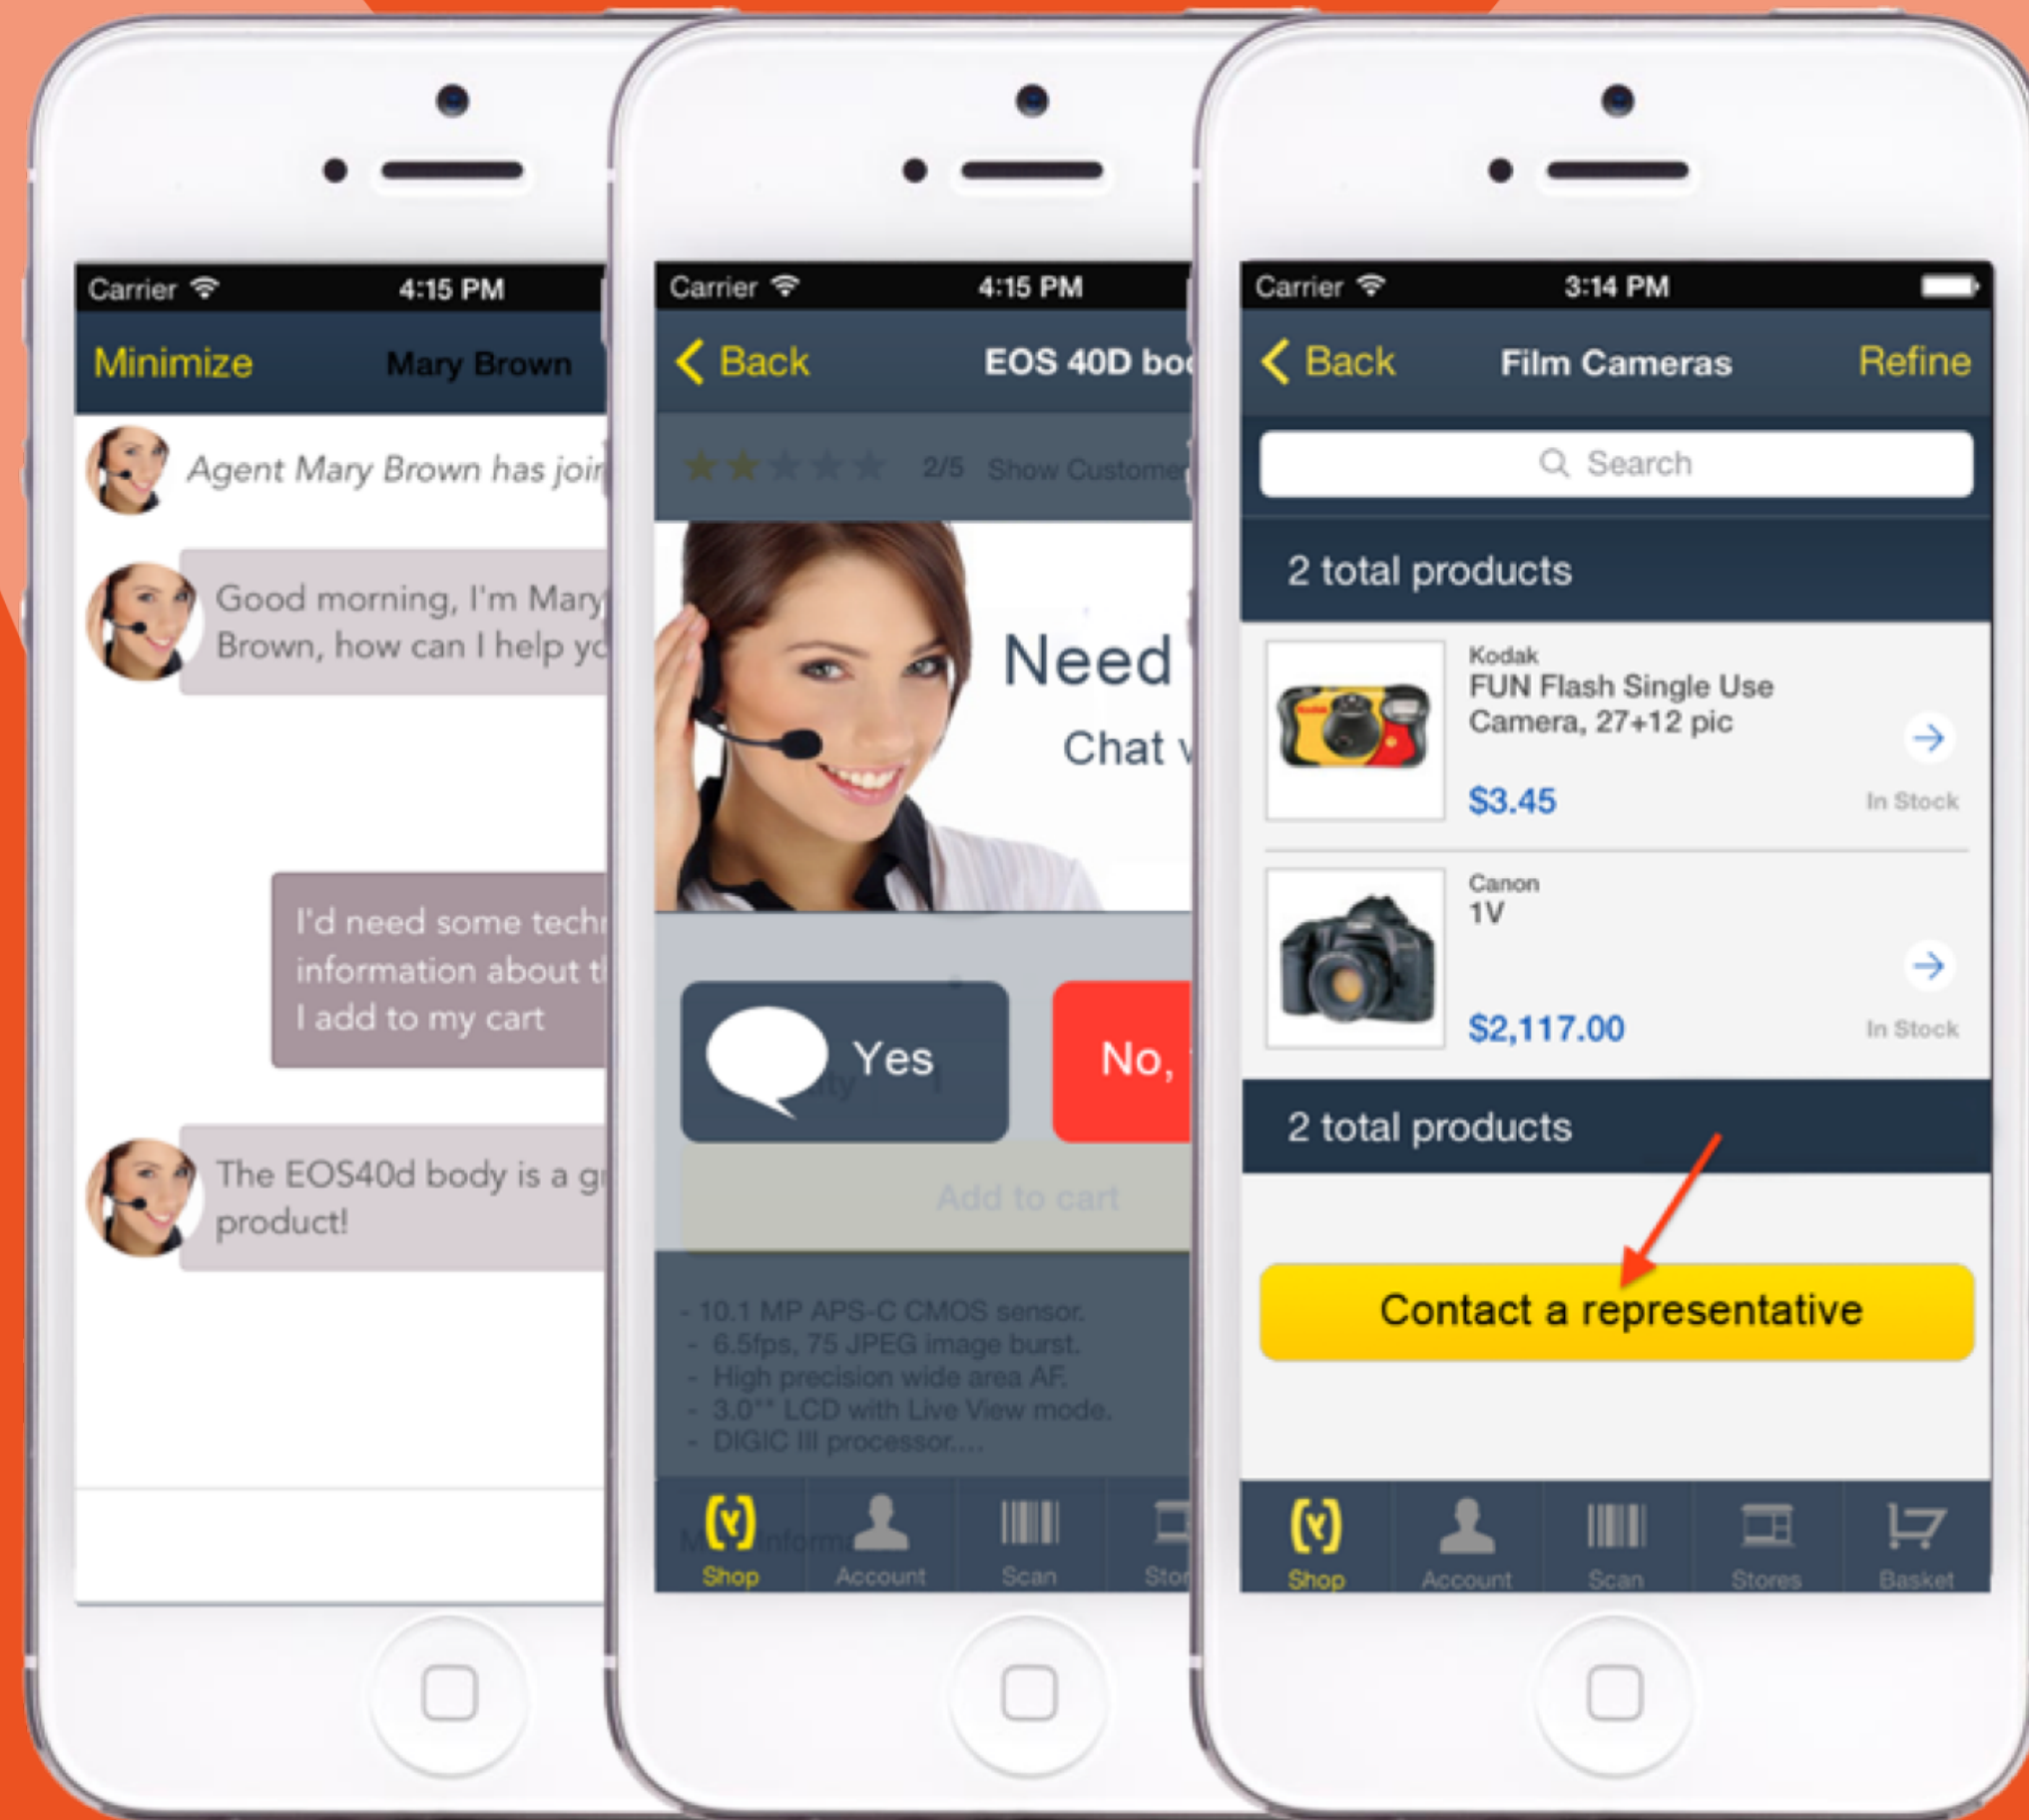 Carrier
4:15 PM
Minimize
Mary Brown
Agent Mary Brown has
Good morning, I'm Mary
Brown, how can I help
I'd need some
information about
I add to my cart
The EOS40d body is a
product!
Carrier
4:15 PM
Back
EOS 40D
2/5 Show Customer
Need
Chat
Yes
No,
Add to cart
- 10.1 MP APS-C CMOS sensor.
- 6.5fps, 75 JPEG image burst.
- High precision wide area AF.
- 3.0"" LCD with Live View mode.
- DIGIC III processor....
Shop
Account
Scan
Carrier
3:14 PM
Back
Film Cameras
Refine
Search
2 total products
Kodak
FUN Flash Single Use
Camera, 27+12 pic
$3.45
In Stock
Canon
1V
$2,117.00
In Stock
2 total products
Contact a representative
Shop
Account
Scan
Stores
Basket